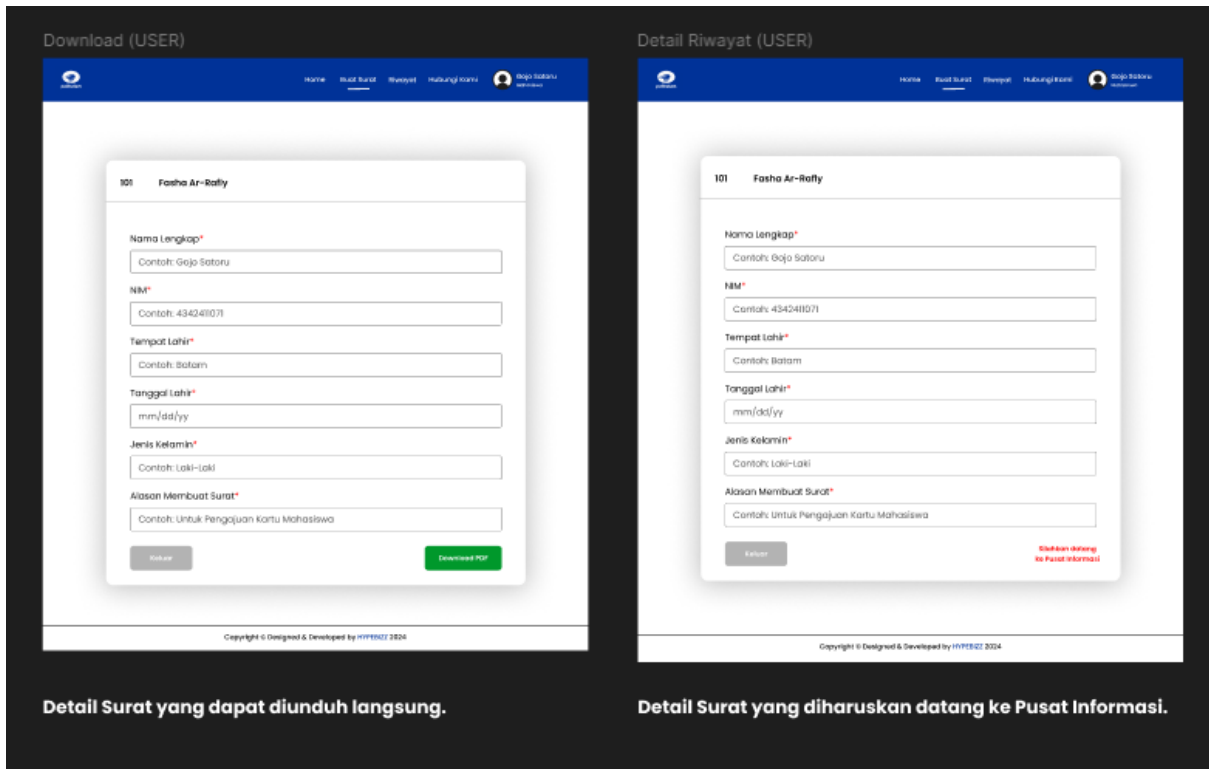 Download (USER)
Home Buat Surat Riwayat Hubungi Kami Gojo Satoru
Mahasiswa
101 Fasha Ar-Rafly
Nama Lengkap*
Contoh: Gojo Satoru
NIM*
Contoh: 4342411071
Tempat Lahir*
Contoh: Batam
Tanggal Lahir*
mm/dd/yy
Jenis Kelamin*
Contoh: Laki-Laki
Alasan Membuat Surat*
Contoh: Untuk Pengajuan Kartu Mahasiswa
Keluar Download PDF
Copyright © Designed & Developed by HYPEBIZZ 2024
Detail Surat yang dapat diunduh langsung.
Detail Riwayat (USER)
Home Buat Surat Riwayat Hubungi Kami Gojo Satoru
Mahasiswa
101 Fasha Ar-Rafly
Nama Lengkap*
Contoh: Gojo Satoru
NIM*
Contoh: 4342411071
Tempat Lahir*
Contoh: Batam
Tanggal Lahir*
mm/dd/yy
Jenis Kelamin*
Contoh: Laki-Laki
Alasan Membuat Surat*
Contoh: Untuk Pengajuan Kartu Mahasiswa
Keluar
Silahkan datang
ke Pusat Informasi
Copyright © Designed & Developed by HYPEBIZZ 2024
Detail Surat yang diharuskan datang ke Pusat Informasi.